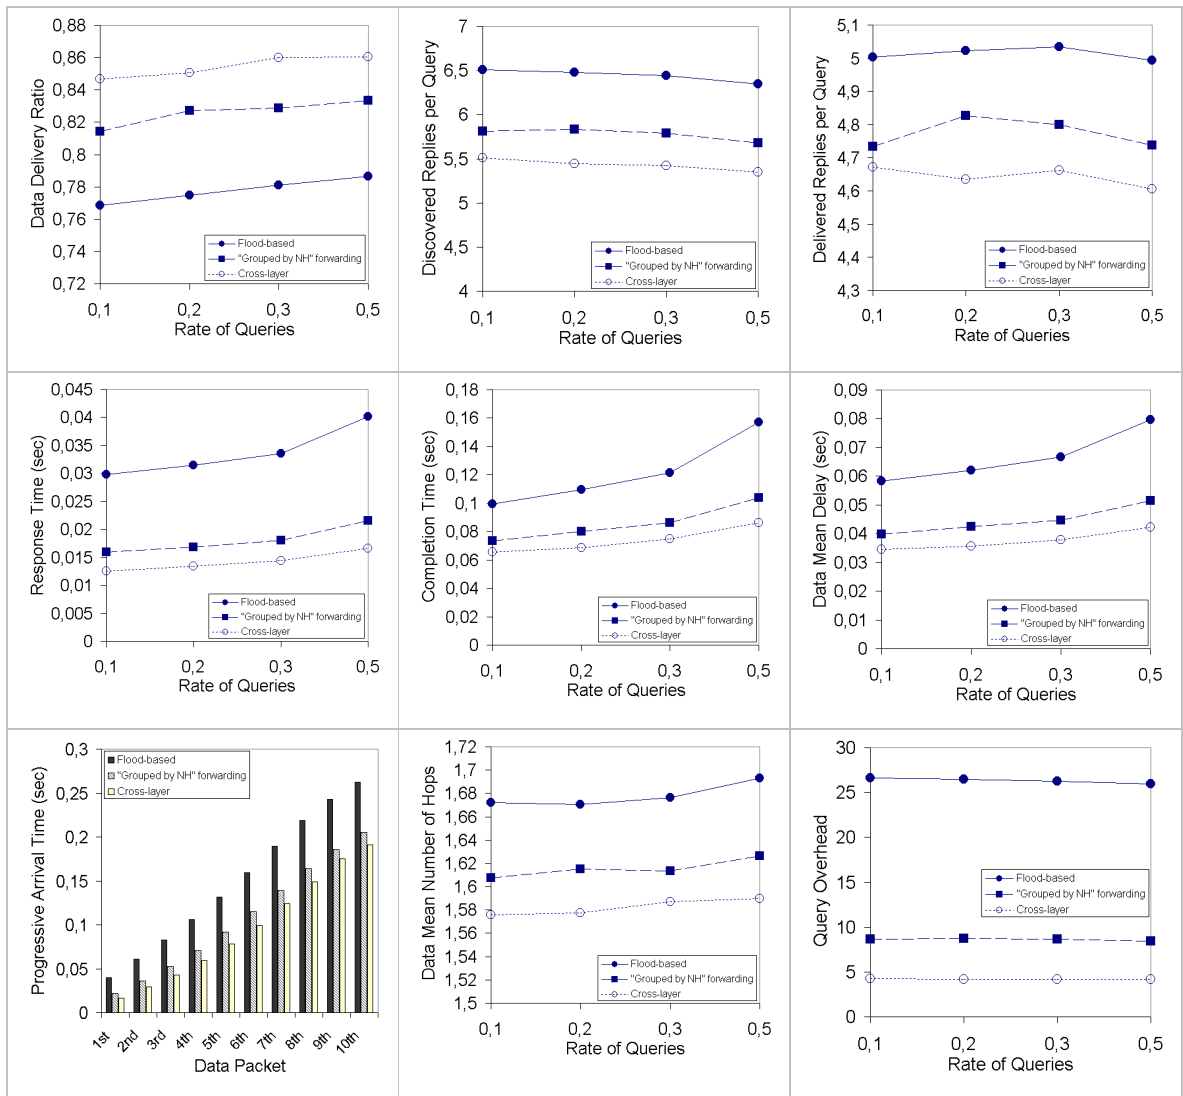 Data Delivery Ratio
0,88
0,86
0,84
0,82
0,8
0,78
0,76
0,74
0,72
Flood-based
"Grouped by NH" forwarding
Cross-layer
0,1 0,2 0,3 0,5
Rate of Queries
Discovered Replies per Query
7
6,5
6
5,5
5
4,5
4
Flood-based
"Grouped by NH" forwarding
Cross-layer
0,1 0,2 0,3 0,5
Rate of Queries
Delivered Replies per Query
5,1
5
4,9
4,8
4,7
4,6
4,5
4,4
4,3
Flood-based
"Grouped by NH" forwarding
Cross-layer
0,1 0,2 0,3 0,5
Rate of Queries
Response Time (sec)
0,045
0,04
0,035
0,03
0,025
0,02
0,015
0,01
0,005
0
Flood-based
"Grouped by NH" forwarding
Cross-layer
0,1 0,2 0,3 0,5
Rate of Queries
Completion Time (sec)
0,18
0,16
0,14
0,12
0,1
0,08
0,06
0,04
0,02
0
Flood-based
"Grouped by NH" forwarding
Cross-layer
0,1 0,2 0,3 0,5
Rate of Queries
Data Mean Delay (sec)
0,09
0,08
0,07
0,06
0,05
0,04
0,03
0,02
0,01
0
Flood-based
"Grouped by NH" forwarding
Cross-layer
0,1 0,2 0,3 0,5
Rate of Queries
Progressive Arrival Time (sec)
0,3
0,25
0,2
0,15
0,1
0,05
0
Flood-based
"Grouped by NH" forwarding
Cross-layer
1st 2nd 3rd 4th 5th 6th 7th 8th 9th 10th
Data Packet
Data Mean Number of Hops
1,72
1,7
1,68
1,66
1,64
1,62
1,6
1,58
1,56
1,54
1,52
1,5
Flood-based
"Grouped by NH" forwarding
Cross-layer
0,1 0,2 0,3 0,5
Rate of Queries
Query Overhead
30
25
20
15
10
5
0
Flood-based
"Grouped by NH" forwarding
Cross-layer
0,1 0,2 0,3 0,5
Rate of Queries